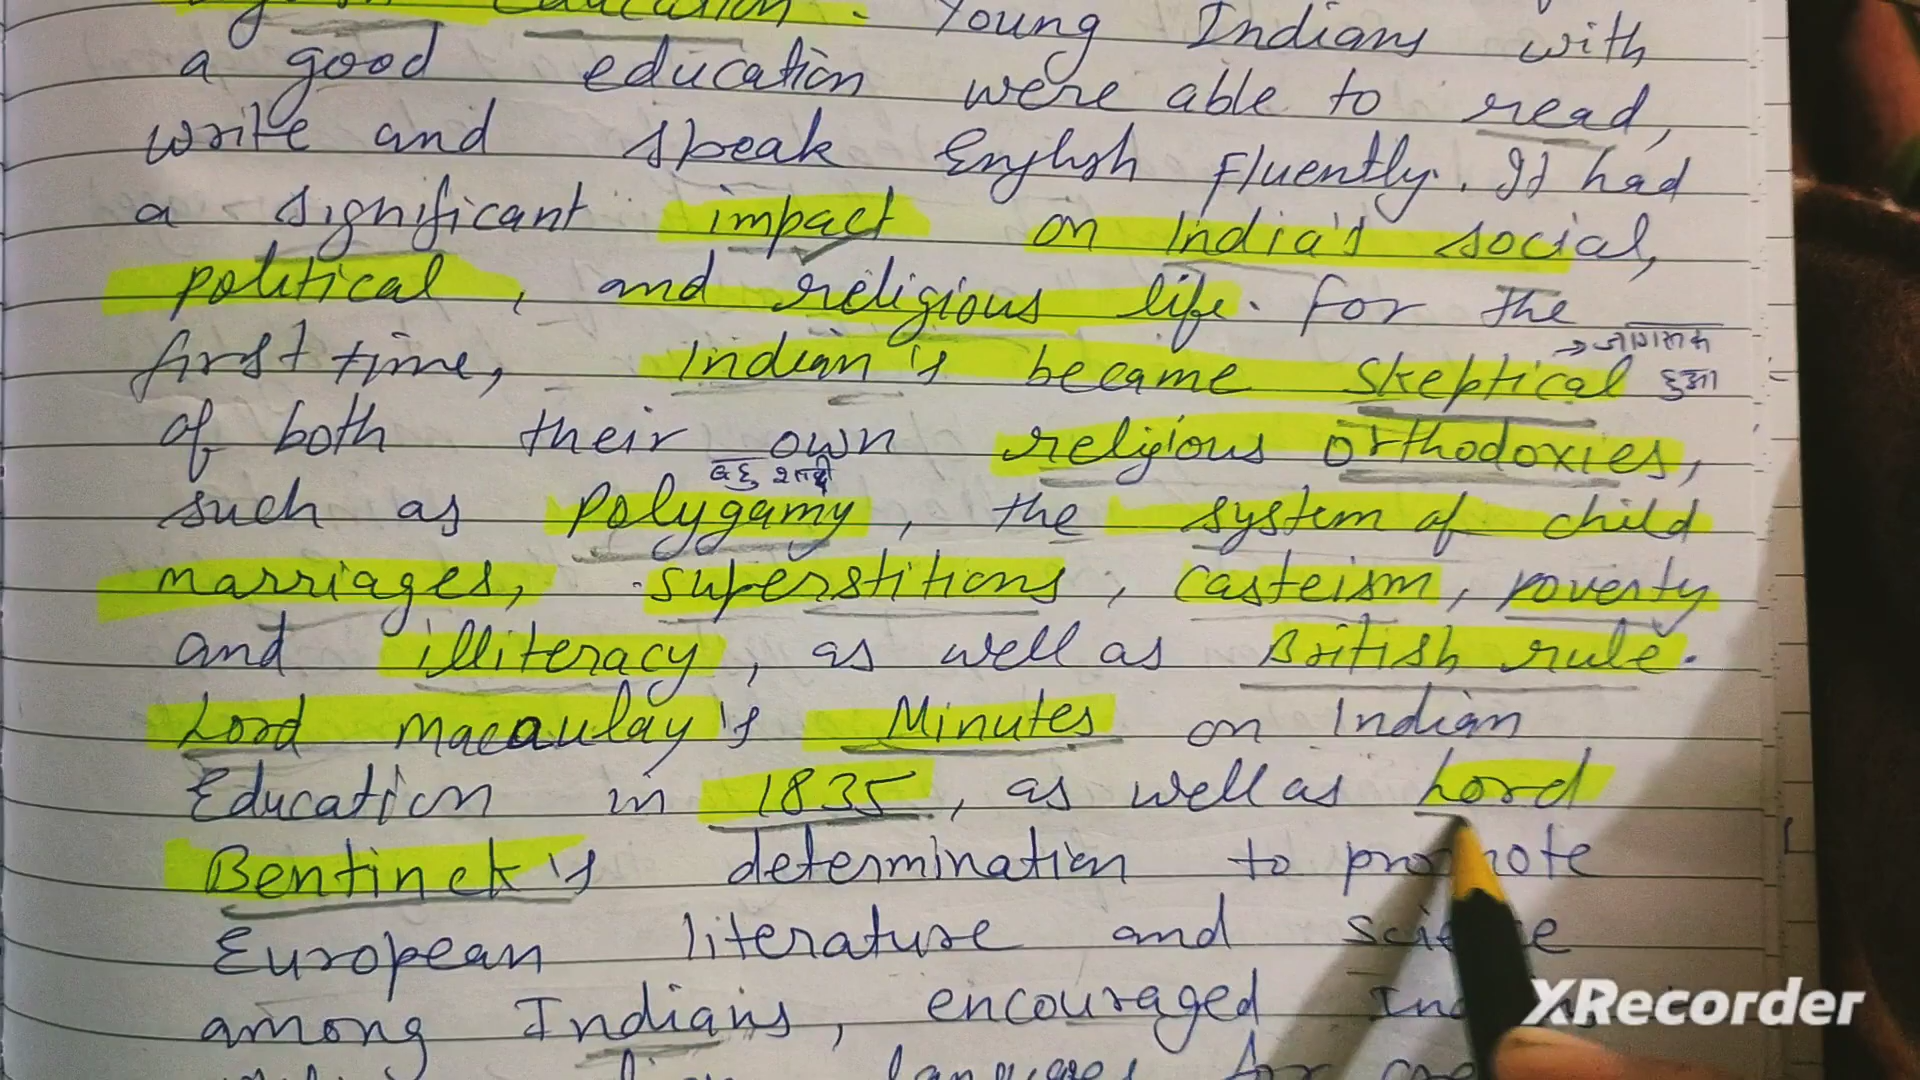 Education. Young Indians with
a good education were able to read,
write and speak English fluently. It had
a significant impact on India's social,
political, and religious life. For the
first time, Indian's became skeptical
→ जागरूक हुआ
of both their own religious orthodoxies,
बहु शादी
such as polygamy, the system of child
marriages, superstitions, casteism, poverty
and illiteracy, as well as British rule.
Lord Macaulay's Minutes on Indian
Education in 1835, as well as Lord
Bentinck's determination to promote
European literature and science
among Indians, encouraged
languages for
XRecorder